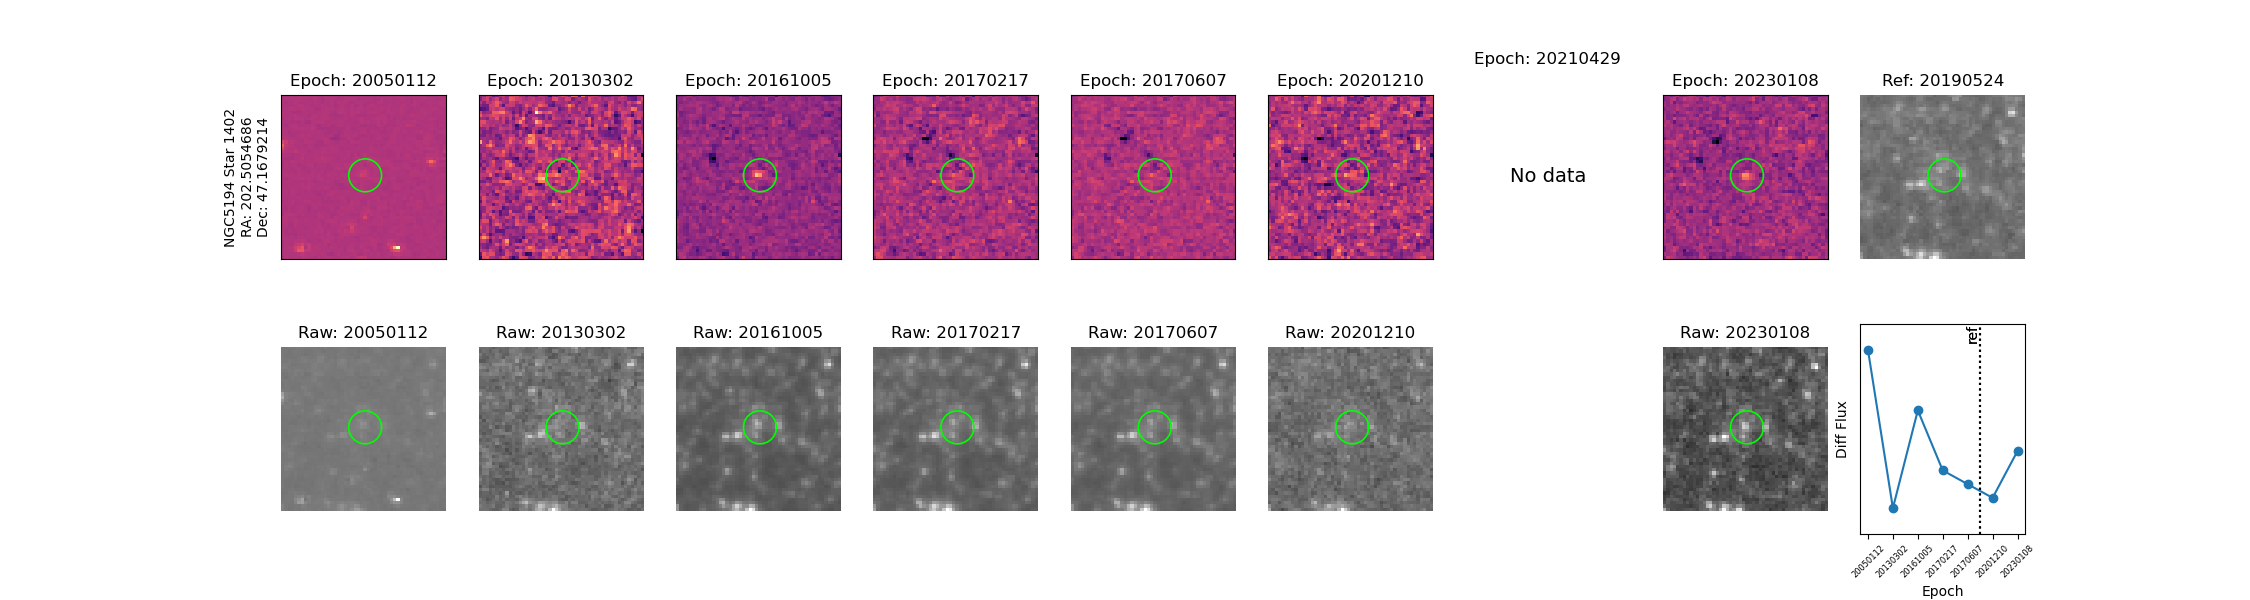 Epoch: 20210429
Epoch: 20050112
Epoch: 20130302
Epoch: 20161005
Epoch: 20170217
Epoch: 20170607
Epoch: 20201210
Epoch: 20230108
Ref: 20190524
NGC5194 Star 1402
RA: 202.5054686
Dec: 47.1679214
No data
Raw: 20050112
Raw: 20130302
Raw: 20161005
Raw: 20170217
Raw: 20170607
Raw: 20201210
Raw: 20230108
ref
Diff Flux
20050112
20130302
20161005
20170217
20170607
20201210
20230108
Epoch